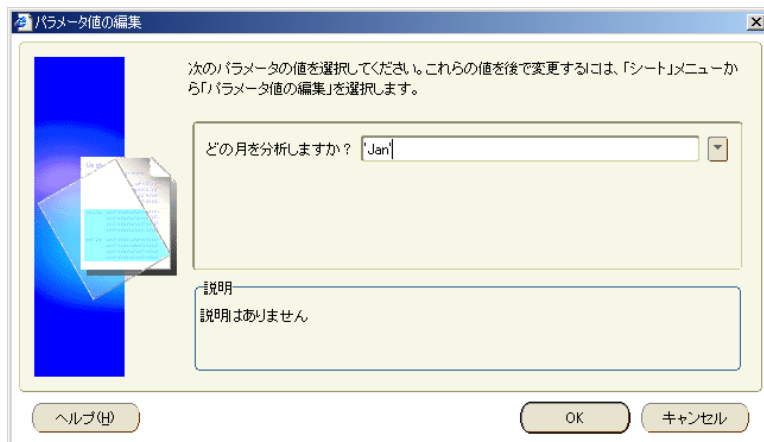 パラメータ値の編集
次のパラメータの値を選択してください。これらの値を後で変更するには、「シート」メニューか
ら「パラメータ値の編集」を選択します。
どの月を分析しますか？ 'Jan'
説明
説明はありません
ヘルプ(H) OK キャンセル